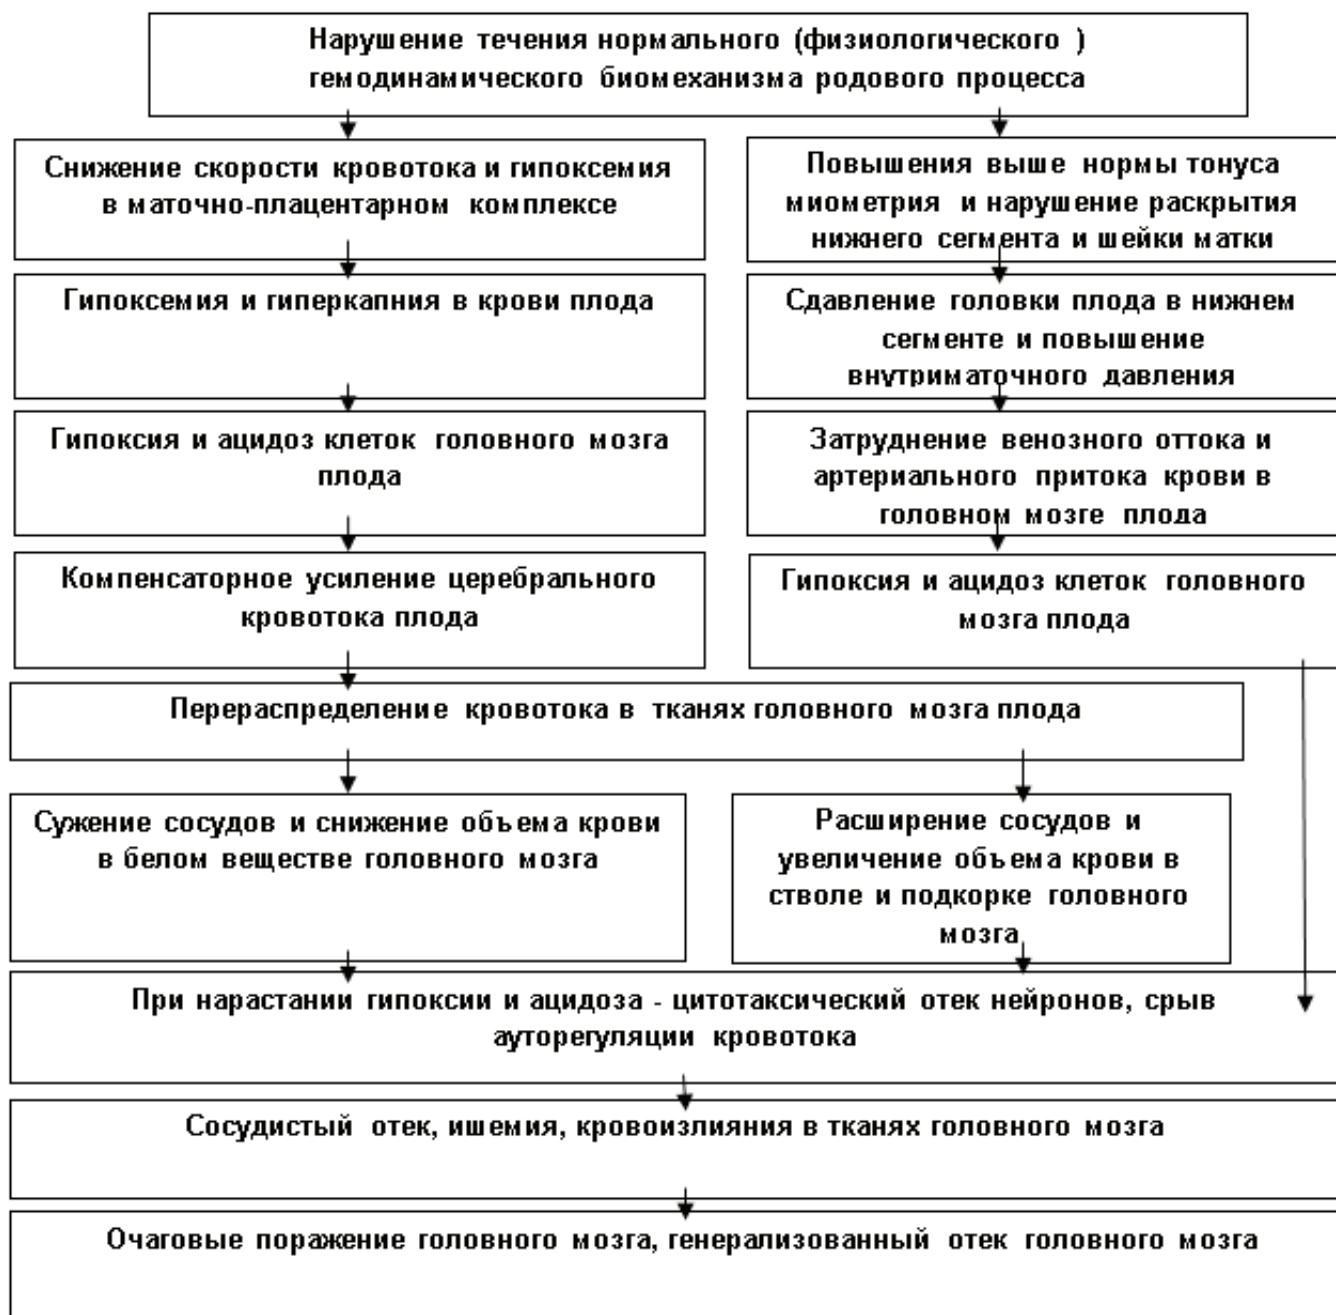 Нарушение течения нормального (физиологического )
гемодинамического биомеханизма родового процесса
Снижение скорости кровотока и гипоксемия
в маточно-плацентарном комплексе
Повышения выше нормы тонуса
миометрия и нарушение раскрытия
нижнего сегмента и шейки матки
Гипоксемия и гиперкапния в крови плода
Сдавление головки плода в нижнем
сегменте и повышение
внутриматочного давления
Гипоксия и ацидоз клеток головного мозга
плода
Затруднение венозного оттока и
артериального притока крови в
головном мозге плода
Компенсаторное усиление церебрального
кровотока плода
Гипоксия и ацидоз клеток головного
мозга плода
Перераспределение кровотока в тканях головного мозга плода
Сужение сосудов и снижение объема крови
в белом веществе головного мозга
Расширение сосудов и
увеличение объема крови в
стволе и подкорке головного
мозга
При нарастании гипоксии и ацидоза - цитотаксический отек нейронов, срыв
ауторегуляции кровотока
Сосудистый отек, ишемия, кровоизлияния в тканях головного мозга
Очаговые поражение головного мозга, генерализованный отек головного мозга